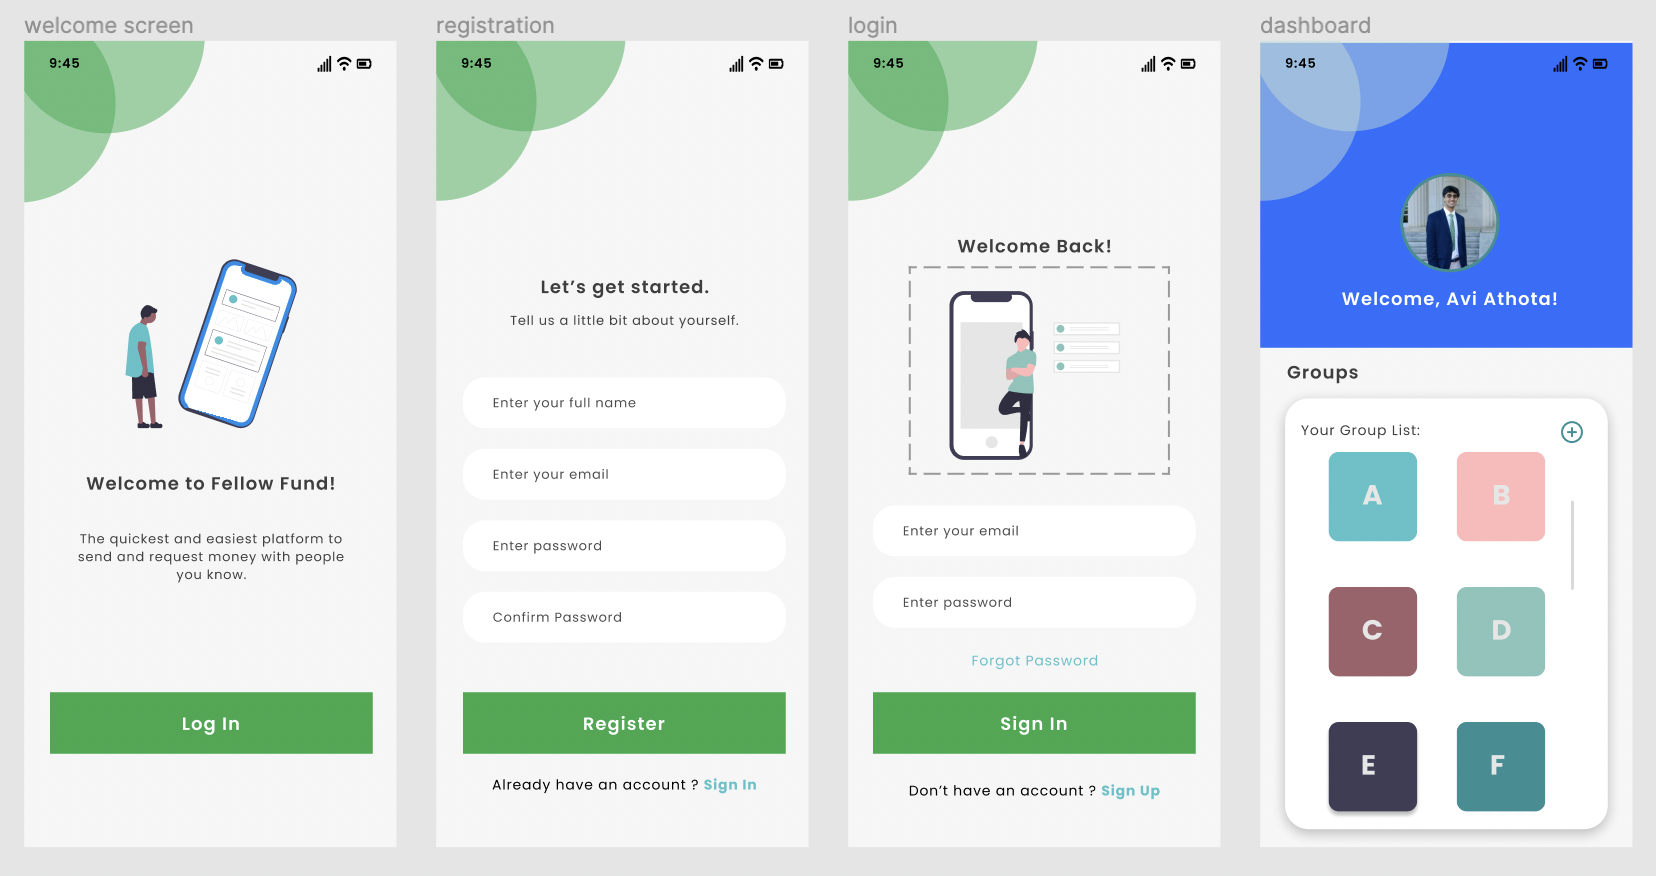 welcome screen
9:45
Welcome to Fellow Fund!
The quickest and easiest platform to
send and request money with people
you know.
Log In
registration
9:45
Let's get started.
Tell us a little bit about yourself.
Enter your full name
Enter your email
Enter password
Confirm Password
Register
Already have an account ? Sign In
login
9:45
Welcome Back!
Enter your email
Enter password
Forgot Password
Sign In
Don't have an account ? Sign Up
dashboard
9:45
Welcome, Avi Athota!
Groups
Your Group List:
A
B
C
D
E
F